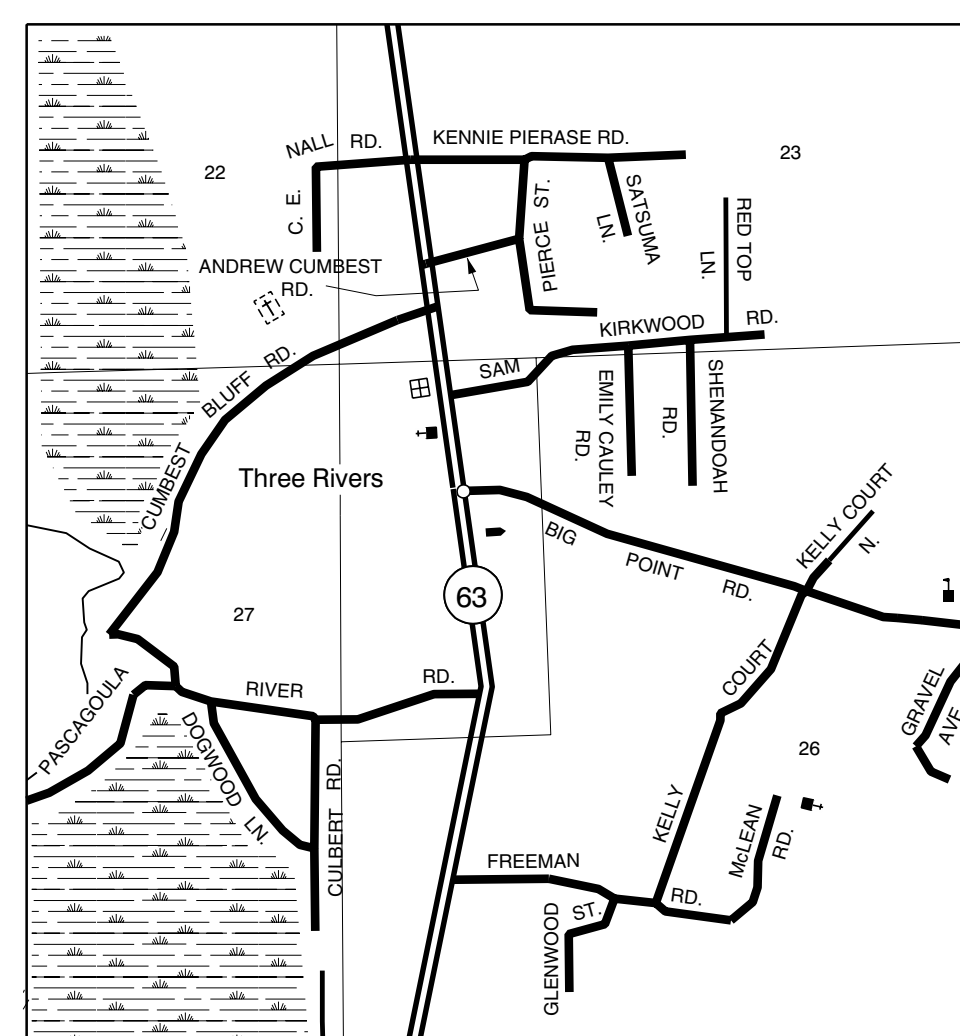 NALL RD.
KENNIE PIERASE RD.
22
23
C. E.
PIERCE ST.
SATSUMA LN.
RED TOP LN.
ANDREW CUMBEST
RD.
KIRKWOOD RD.
SAM
BLUFF RD.
EMILY CAULEY
RD.
SHENANDOAH
RD.
CUMBEST
Three Rivers
KELLY COURT
N.
BIG POINT RD.
63
27
COURT
PASCAGOULA
RIVER RD.
GRAVEL
AVE
DOGWOOD LN.
26
CULBERT RD.
KELLY
McLEAN
RD.
FREEMAN
RD.
GLENWOOD
ST.